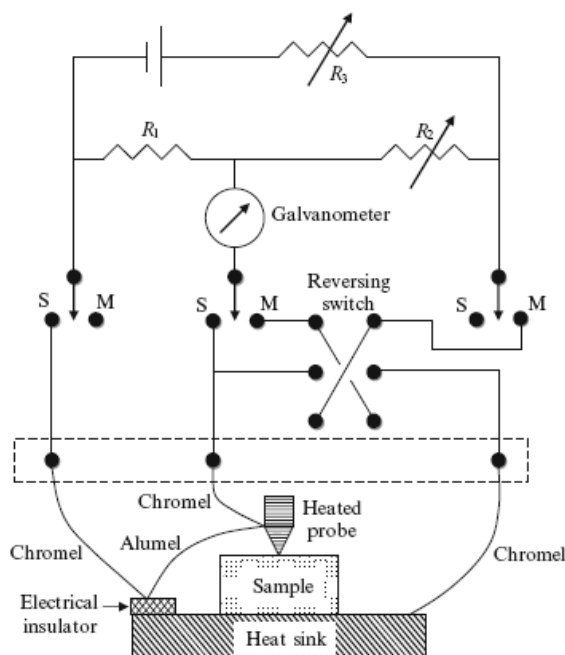 R3
R1
R2
Galvanometer
Reversing
switch
S
M
S
M
S
M
Chromel
Heated
probe
Chromel
Alumel
Chromel
Sample
Electrical
insulator
Heat sink